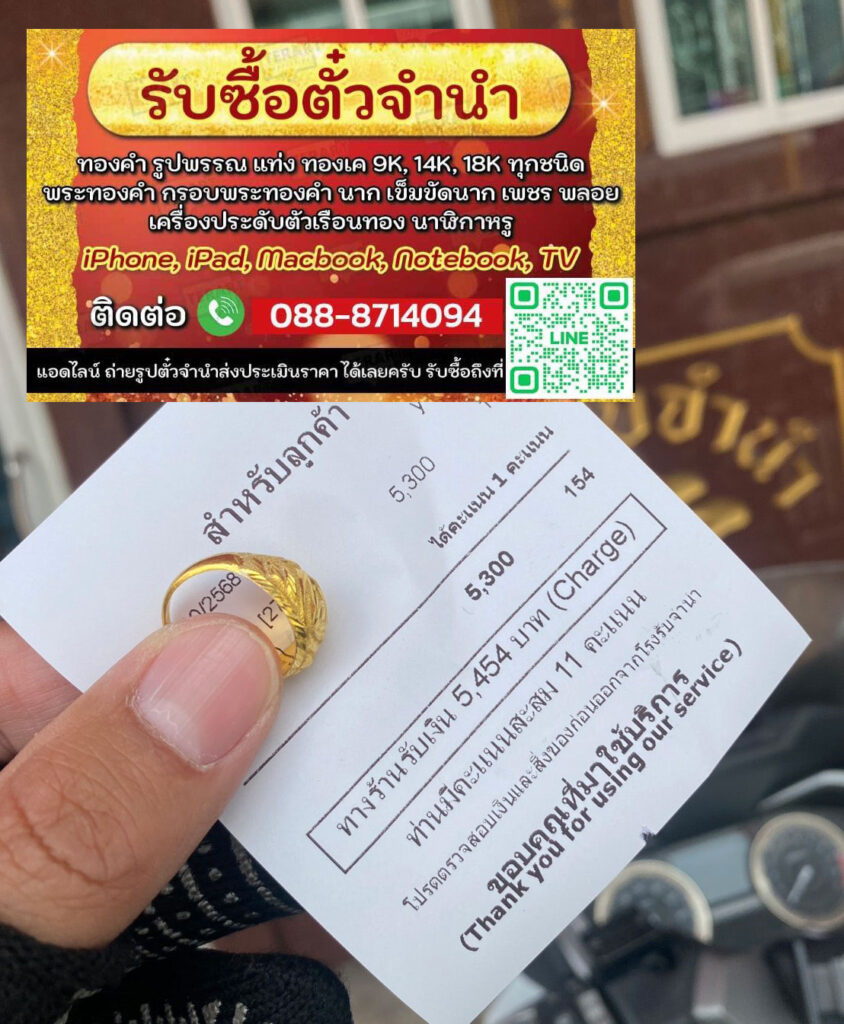 รับซื้อตั๋วจำนำ
ทองคำ รูปพรรณ แท่ง ทองเค 9K, 14K, 18K ทุกชนิด
พระทองคำ กรอบพระทองคำ นาก เข็มขัดนาก เพชร พลอย
เครื่องประดับตัวเรือนทอง นาฬิกาหรู
iPhone, iPad, Macbook, Notebook, TV
ติดต่อ 088-8714094
LINE
แอดไลน์ ถ่ายรูปตั๋วจำนำส่งประเมินราคา ได้เลยครับ รับซื้อถึงที่
จำนำ
สำหรับลูกค้า
5,300
ได้คะแนน 1 คะแนน
154
5,300
/2568
ทางร้านรับเงิน 5,454 บาท (Charge)
ท่านมีคะแนนสะสม 11 คะแนน
โปรดตรวจสอบเงินและสิ่งของก่อนออกจากโรงรับจำนำ
ขอบคุณที่มาใช้บริการ
(Thank you for using our service)